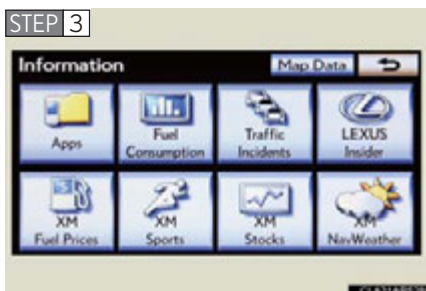 STEP 3
Information
Map Data
Apps
Fuel
Consumption
Traffic
Incidents
LEXUS
Insider
XM
Fuel Prices
XM
Sports
XM
Stocks
XM
NavWeather